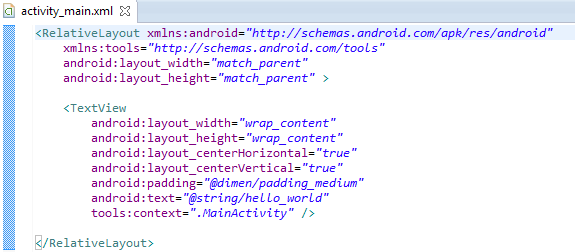 activity_main.xml
<RelativeLayout xmlns:android="http://schemas.android.com/apk/res/android"
    xmlns:tools="http://schemas.android.com/tools"
    android:layout_width="match_parent"
    android:layout_height="match_parent" >

    <TextView
        android:layout_width="wrap_content"
        android:layout_height="wrap_content"
        android:layout_centerHorizontal="true"
        android:layout_centerVertical="true"
        android:padding="@dimen/padding_medium"
        android:text="@string/hello_world"
        tools:context=".MainActivity" />

</RelativeLayout>